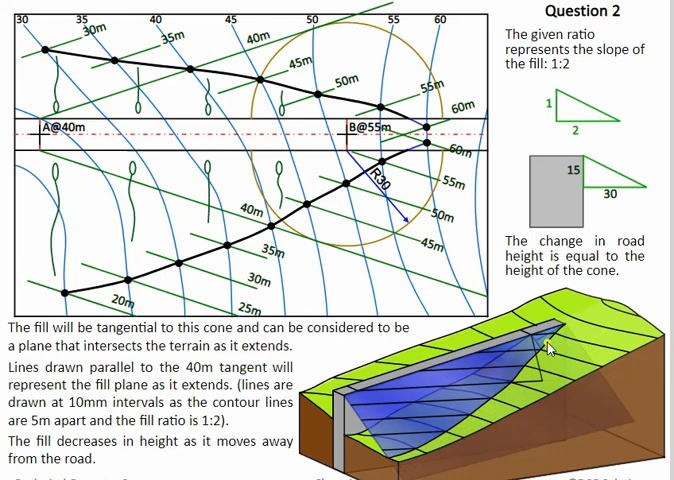 30 35 40 45 50 55 60
30m
35m
40m
45m
50m
55m
60m
A@40m
B@55m
60m
R30
55m
50m
45m
40m
35m
30m
25m
20m
Question 2
The given ratio
represents the slope of
the fill: 1:2
1
2
15
30
The change in road
height is equal to the
height of the cone.
The fill will be tangential to this cone and can be considered to be
a plane that intersects the terrain as it extends.
Lines drawn parallel to the 40m tangent will
represent the fill plane as it extends. (lines are
drawn at 10mm intervals as the contour lines
are 5m apart and the fill ratio is 1:2).
The fill decreases in height as it moves away
from the road.